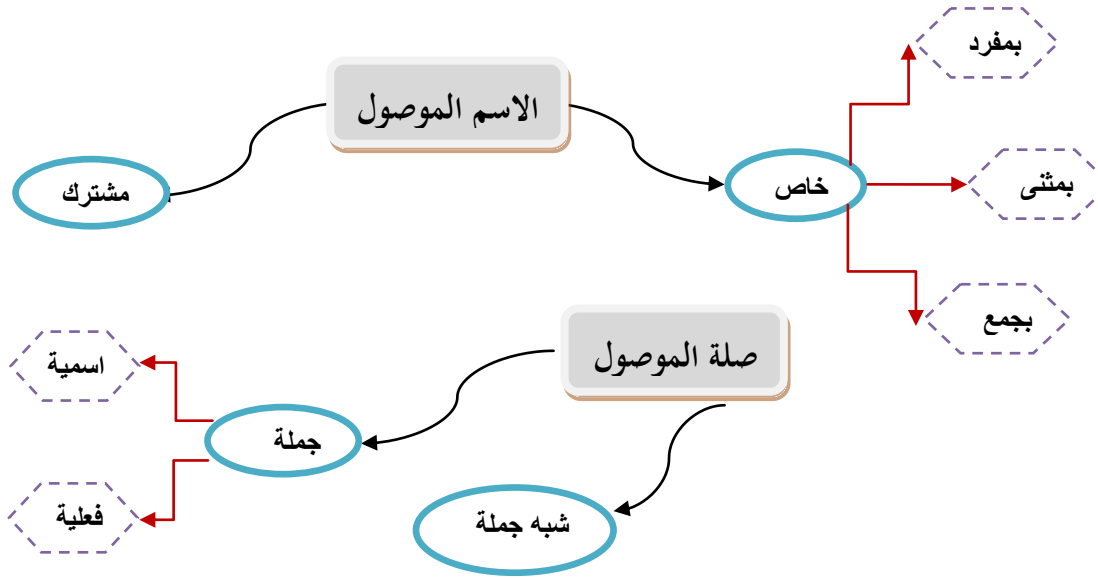 بمفرد
الاسم الموصول
بمثنى
خاص
مشترك
بجمع
صلة الموصول
اسمية
جملة
فعلية
شبه جملة